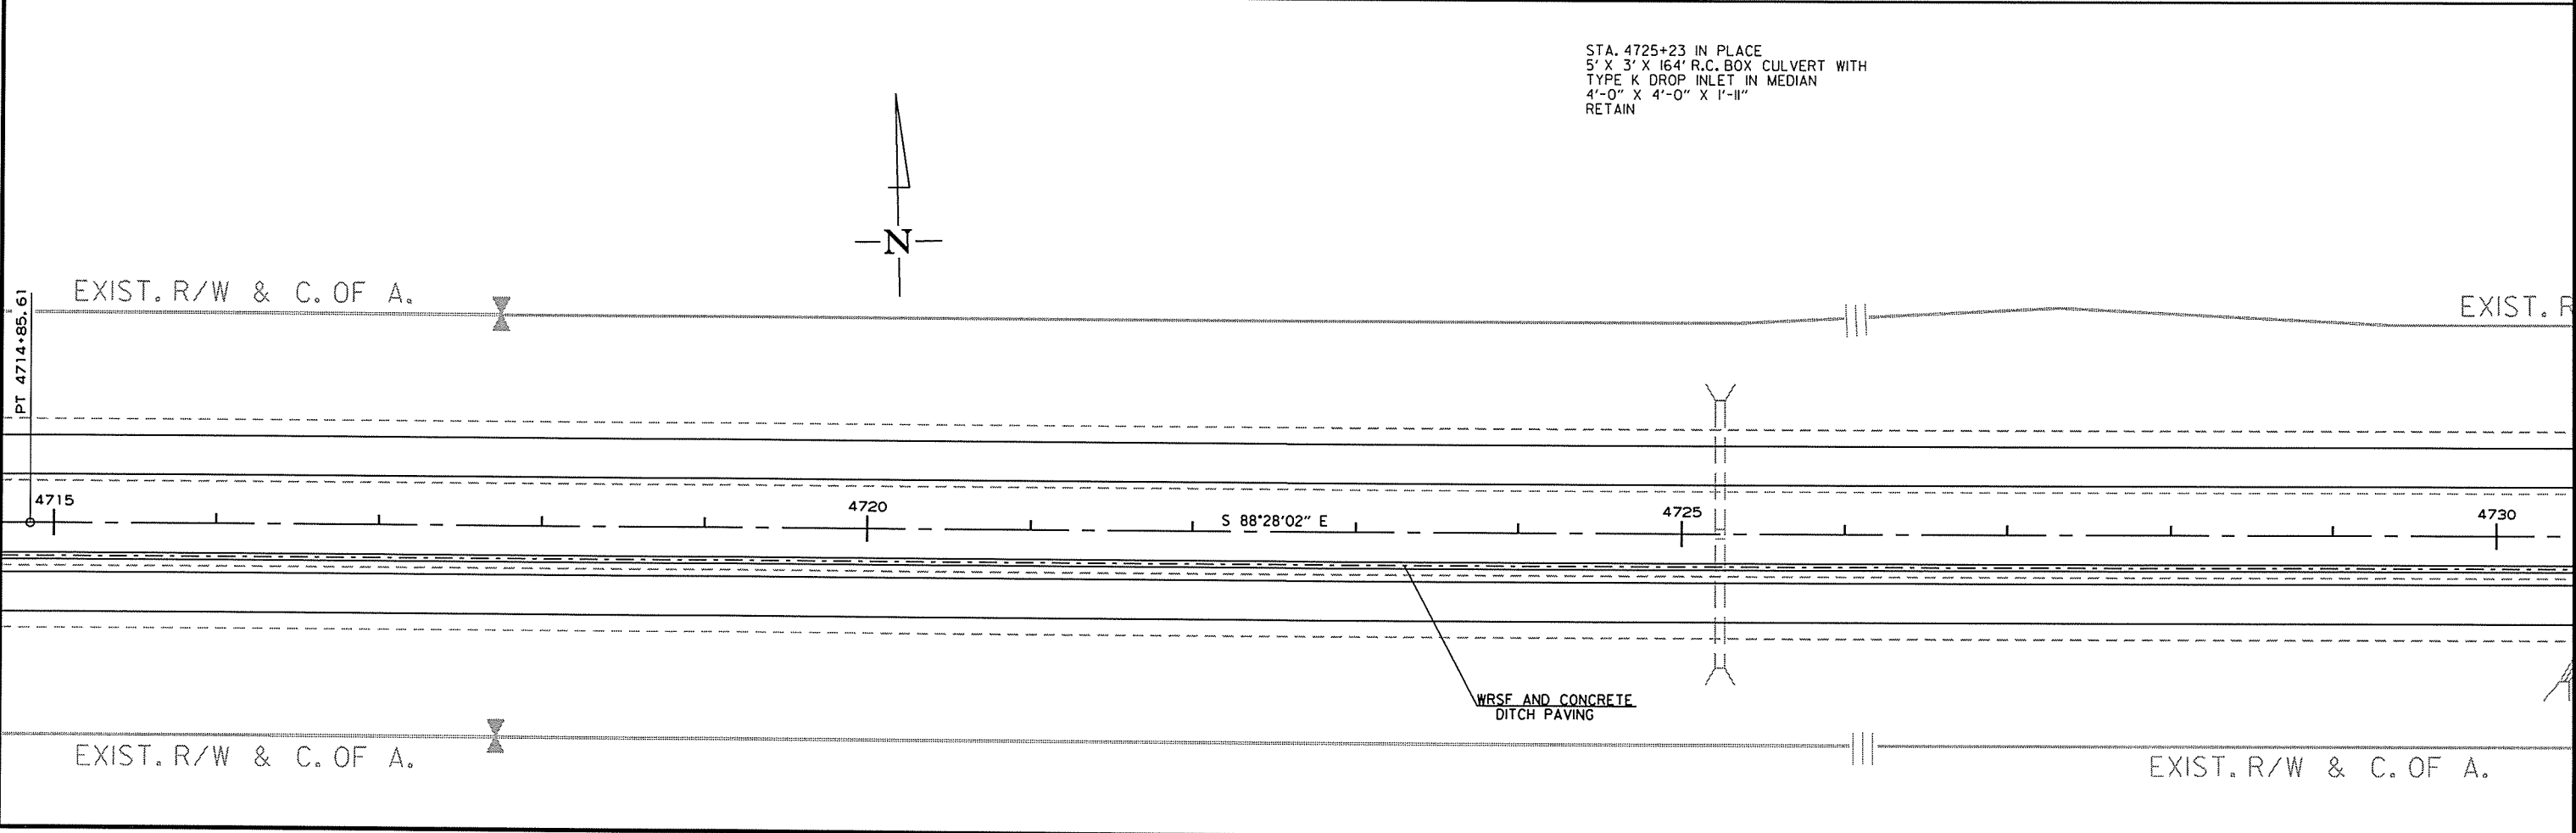 STA. 4725+23 IN PLACE
5' X 3' X 164' R.C. BOX CULVERT WITH
TYPE K DROP INLET IN MEDIAN
4'-0" X 4'-0" X 1'-11"
RETAIN
N
EXIST. R/W & C. OF A.
EXIST. R
PT 4714+85.61
4715
4720
S 88°28'02" E
4725
4730
WRSF AND CONCRETE
DITCH PAVING
EXIST. R/W & C. OF A.
EXIST. R/W & C. OF A.